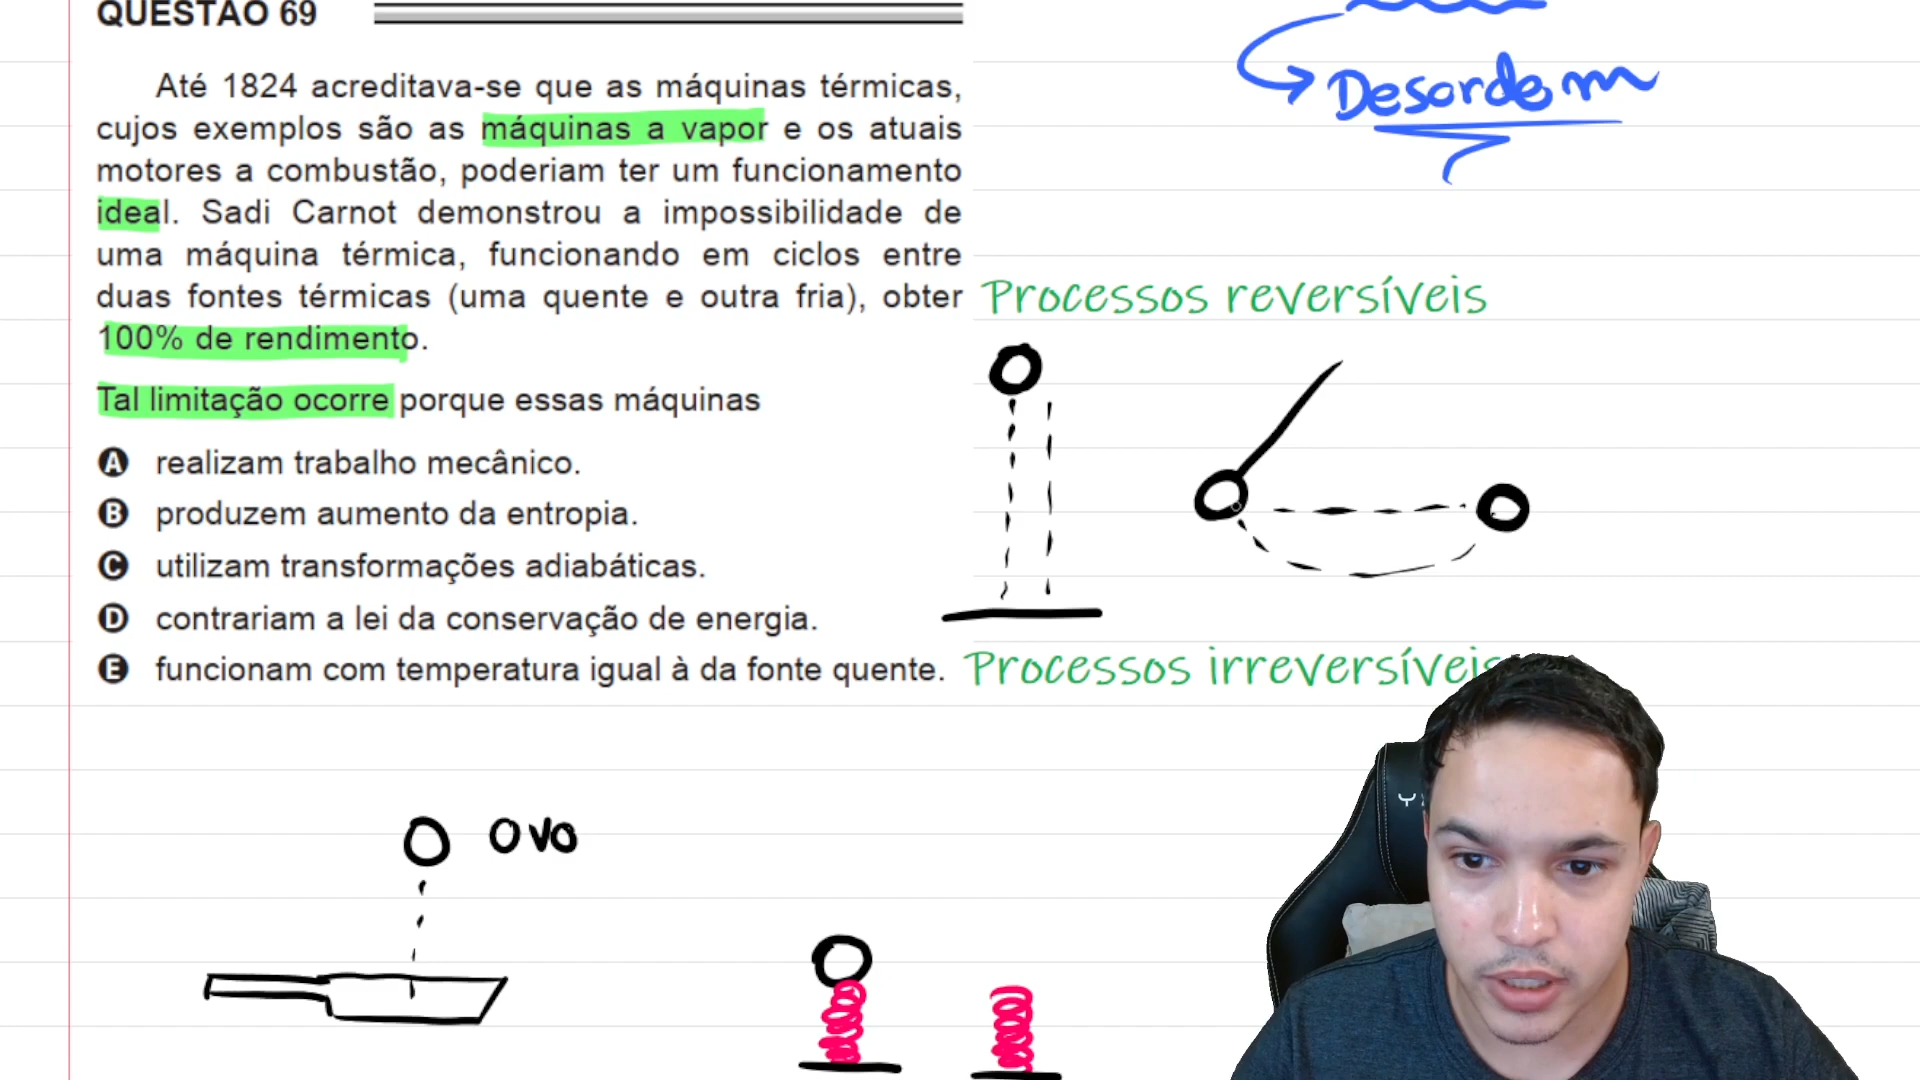 QUESTÃO 69
Até 1824 acreditava-se que as máquinas térmicas,
cujos exemplos são as máquinas a vapor e os atuais
motores a combustão, poderiam ter um funcionamento
ideal. Sadi Carnot demonstrou a impossibilidade de
uma máquina térmica, funcionando em ciclos entre
duas fontes térmicas (uma quente e outra fria), obter
100% de rendimento.
Tal limitação ocorre porque essas máquinas
A realizam trabalho mecânico.
B produzem aumento da entropia.
C utilizam transformações adiabáticas.
D contrariam a lei da conservação de energia.
E funcionam com temperatura igual à da fonte quente.
Desordem
Processos reversíveis
Processos irreversíveis
ovo